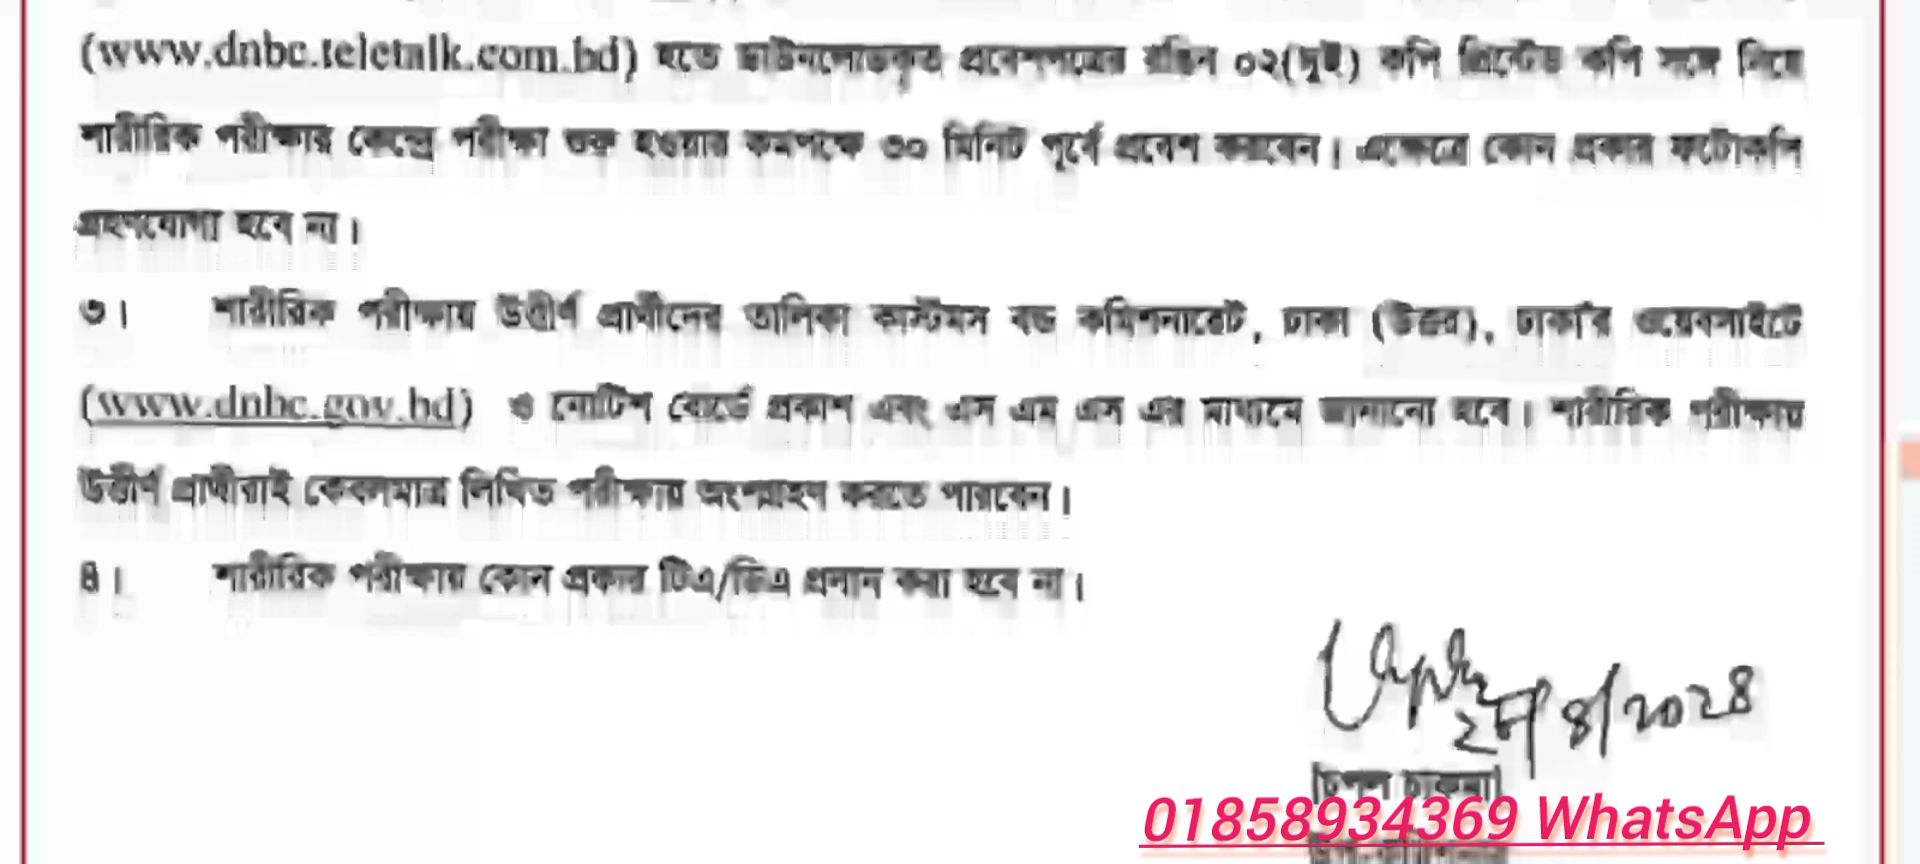 (www.dnbc.teletalk.com.bd) হতে ডাউনলোডকৃত প্রবেশপত্রের রঙিন ০২(দুই) কপি প্রিন্টেড কপি সঙ্গে নিয়ে
শারীরিক পরীক্ষার কেন্দ্রে পরীক্ষা শুরু হওয়ার কমপক্ষে ৩০ মিনিট পূর্বে প্রবেশ করবেন। এক্ষেত্রে কোন প্রকার ফটোকপি
গ্রহণযোগ্য হবে না।
৩। শারীরিক পরীক্ষায় উত্তীর্ণ প্রার্থীদের তালিকা কাস্টমস বন্ড কমিশনারেট, ঢাকা (উত্তর), ঢাকা'র ওয়েবসাইটে
(www.dnbc.gov.bd) ও নোটিশ বোর্ডে প্রকাশ এবং এস এম এস এর মাধ্যমে জানানো হবে। শারীরিক পরীক্ষায়
উত্তীর্ণ প্রার্থীরাই কেবলমাত্র লিখিত পরীক্ষায় অংশগ্রহণ করতে পারবেন।
৪। শারীরিক পরীক্ষায় কোন প্রকার টিএ/ডিএ প্রদান করা হবে না।
/৪/২০২৪
01858934369 WhatsApp